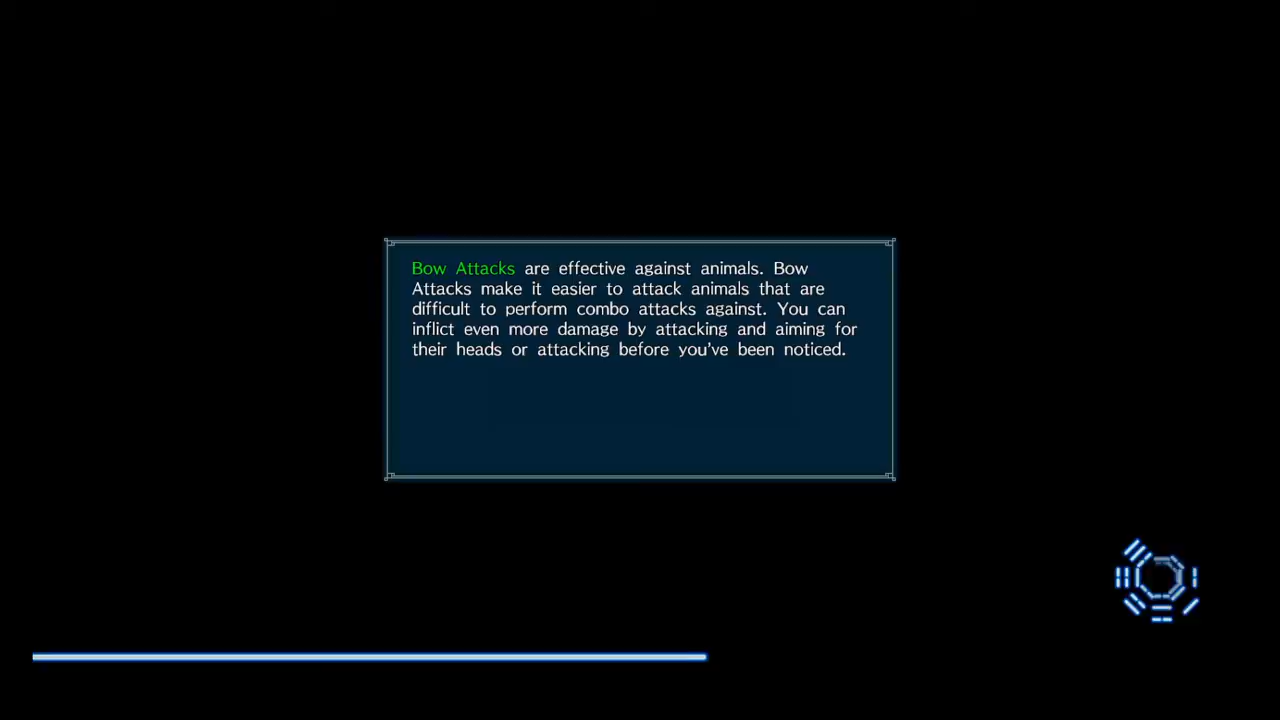 Bow Attacks are effective against animals. Bow
Attacks make it easier to attack animals that are
difficult to perform combo attacks against. You can
inflict even more damage by attacking and aiming for
their heads or attacking before you've been noticed.